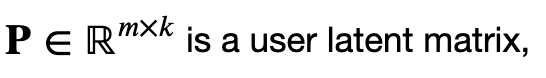 𝐏 ∈ ℝ^{m×k} is a user latent matrix,